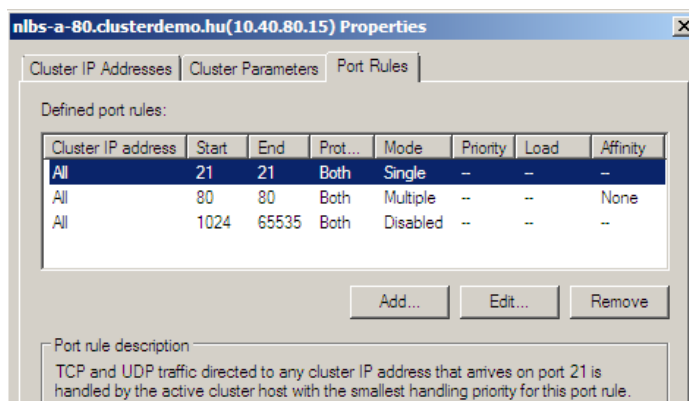 nlbs-a-80.clusterdemo.hu(10.40.80.15) Properties
Cluster IP Addresses Cluster Parameters Port Rules
Defined port rules:
Cluster IP address Start End Prot... Mode Priority Load Affinity
All 21 21 Both Single -- -- --
All 80 80 Both Multiple -- -- None
All 1024 65535 Both Disabled -- -- --
Add... Edit... Remove
Port rule description
TCP and UDP traffic directed to any cluster IP address that arrives on port 21 is
handled by the active cluster host with the smallest handling priority for this port rule.